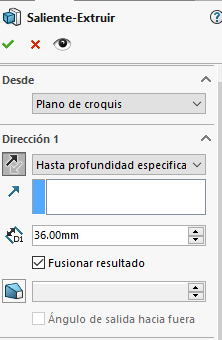 Saliente-Extruir
Desde
Plano de croquis
Dirección 1
Hasta profundidad especifica
D1
36.00mm
Fusionar resultado
Ángulo de salida hacia fuera